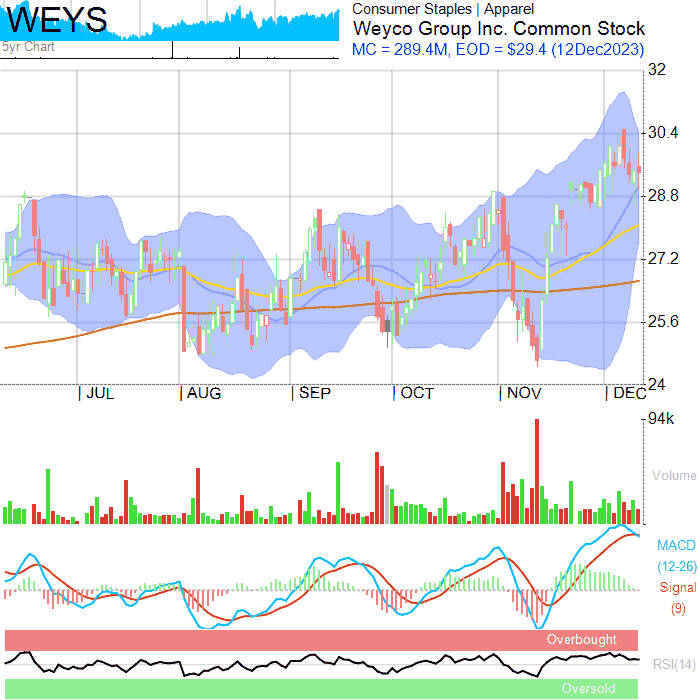 WEYS
5yr Chart
Consumer Staples | Apparel
Weyco Group Inc. Common Stock
MC = 289.4M, EOD = $29.4 (12Dec2023)
32
30.4
28.8
27.2
25.6
24
JUL
AUG
SEP
OCT
NOV
DEC
94k
Volume
MACD
(12-26)
Signal
(9)
Overbought
RSI(14)
Oversold